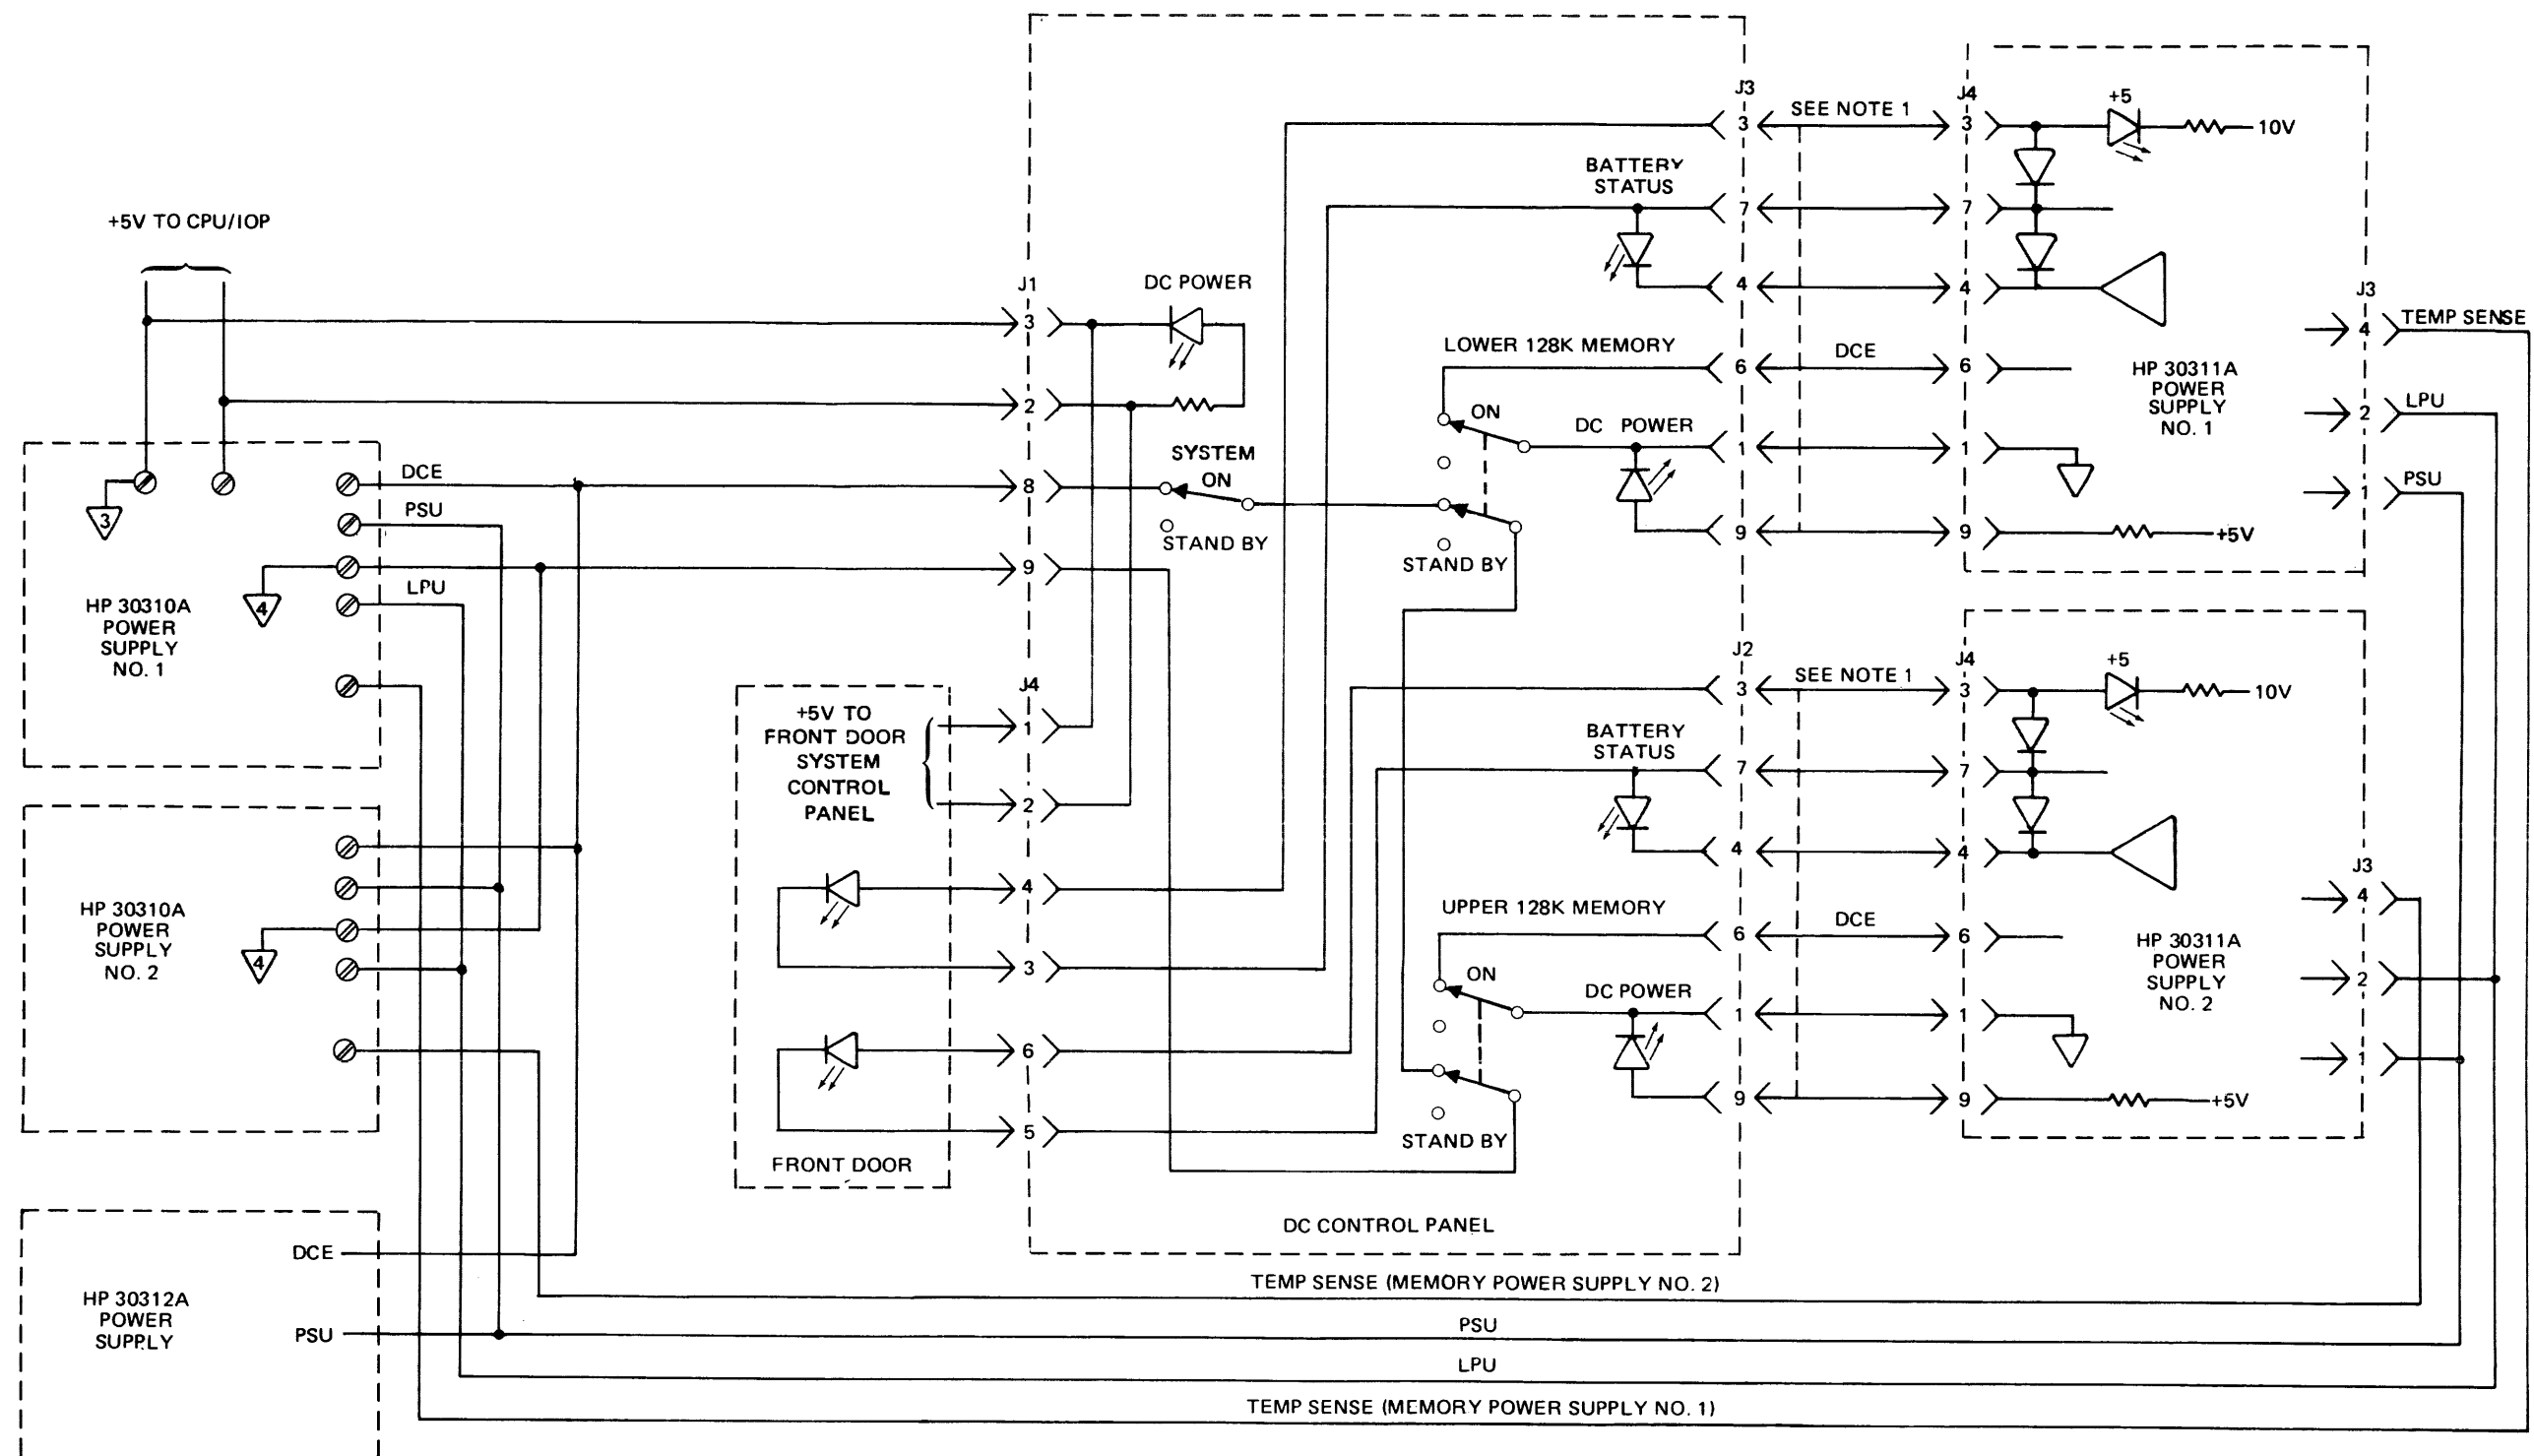 +5V TO CPU/IOP
3
HP 30310A
POWER
SUPPLY
NO. 1
DCE
PSU
4
LPU
HP 30310A
POWER
SUPPLY
NO. 2
4
HP 30312A
POWER
SUPPLY
DCE
PSU
+5V TO
FRONT DOOR
SYSTEM
CONTROL
PANEL
FRONT DOOR
J1
3
2
8
9
J4
1
2
4
3
6
5
DC POWER
SYSTEM
ON
STAND BY
J3
3
BATTERY
STATUS
7
4
LOWER 128K MEMORY
6
ON
DC POWER
1
9
STAND BY
J2
3
BATTERY
STATUS
7
4
UPPER 128K MEMORY
6
ON
DC POWER
1
9
STAND BY
DC CONTROL PANEL
SEE NOTE 1
DCE
SEE NOTE 1
DCE
J4
3
+5
10V
7
4
6
1
9
+5V
HP 30311A
POWER
SUPPLY
NO. 1
J3
4
TEMP SENSE
2
LPU
1
PSU
J4
3
+5
10V
7
4
6
1
9
+5V
HP 30311A
POWER
SUPPLY
NO. 2
J3
4
2
1
TEMP SENSE (MEMORY POWER SUPPLY NO. 2)
PSU
LPU
TEMP SENSE (MEMORY POWER SUPPLY NO. 1)